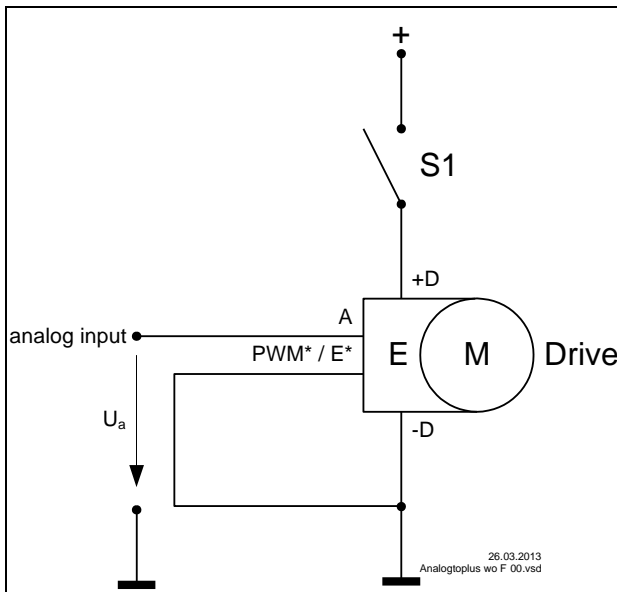 +
S1
+D
A
analog input
PWM* / E*
E
M
Drive
Ua
-D
26.03.2013
Analogtoplus wo F 00.vsd